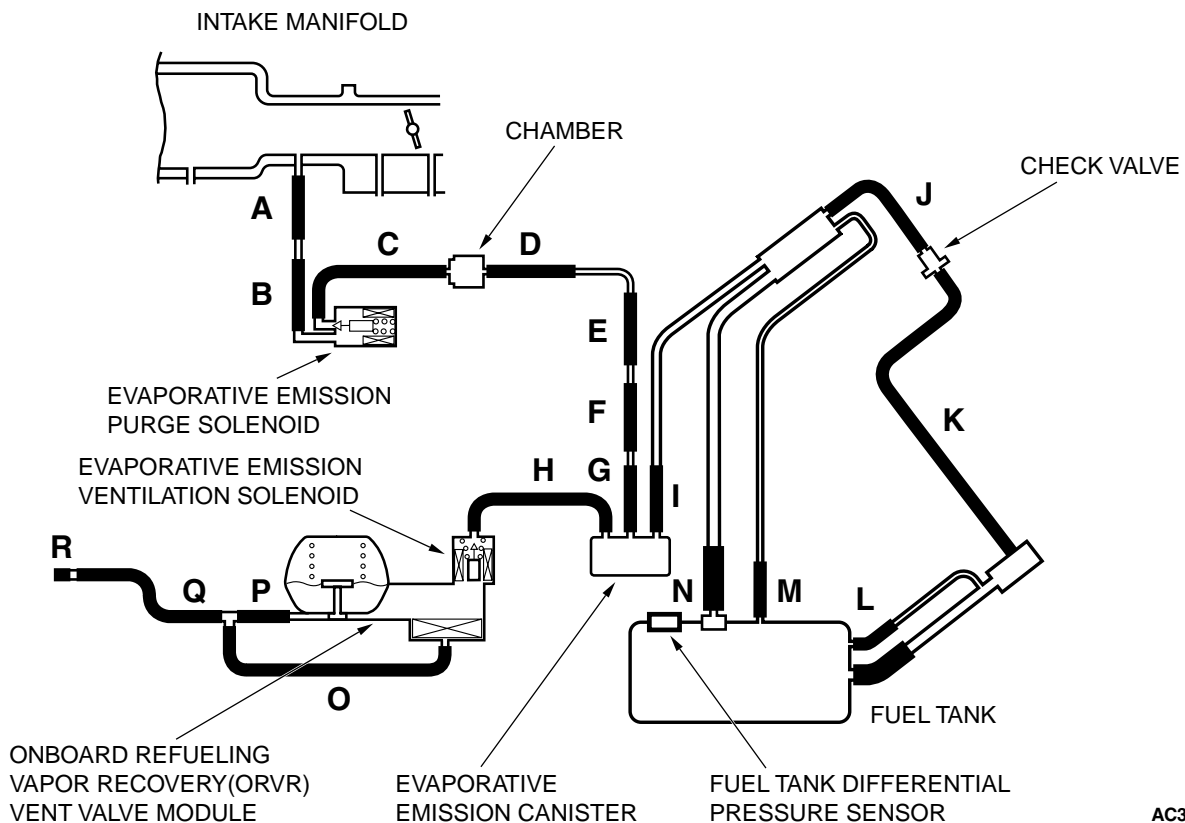 INTAKE MANIFOLD
CHAMBER
CHECK VALVE
J
A
C
D
B
E
EVAPORATIVE EMISSION
PURGE SOLENOID
F
K
EVAPORATIVE EMISSION
VENTILATION SOLENOID
H
G
I
R
Q
P
N
M
L
O
FUEL TANK
ONBOARD REFUELING
VAPOR RECOVERY(ORVR)
VENT VALVE MODULE
EVAPORATIVE
EMISSION CANISTER
FUEL TANK DIFFERENTIAL
PRESSURE SENSOR
AC3